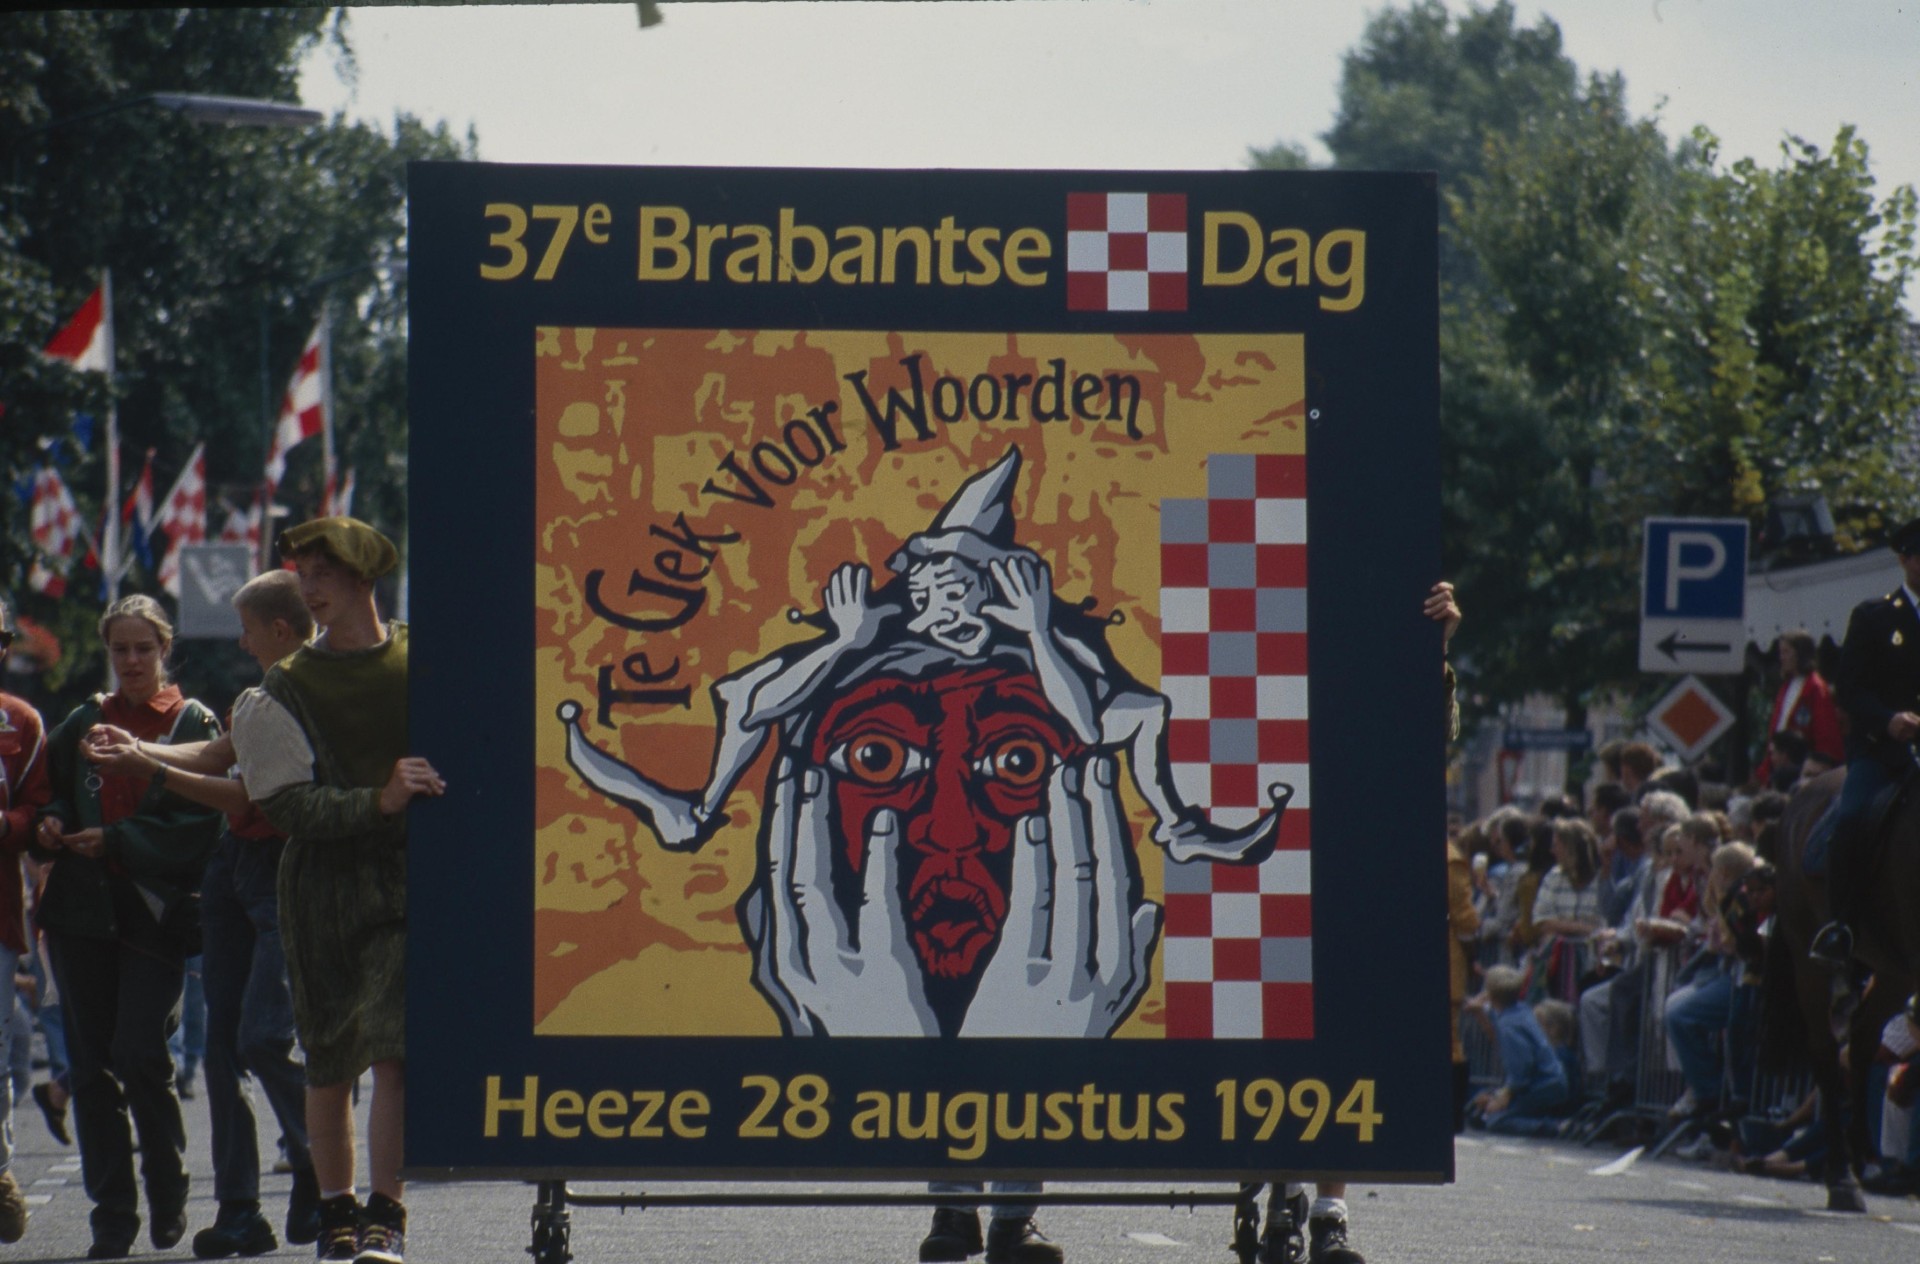 37e Brabantse Dag
Te Gek voor Woorden
Heeze 28 augustus 1994
P